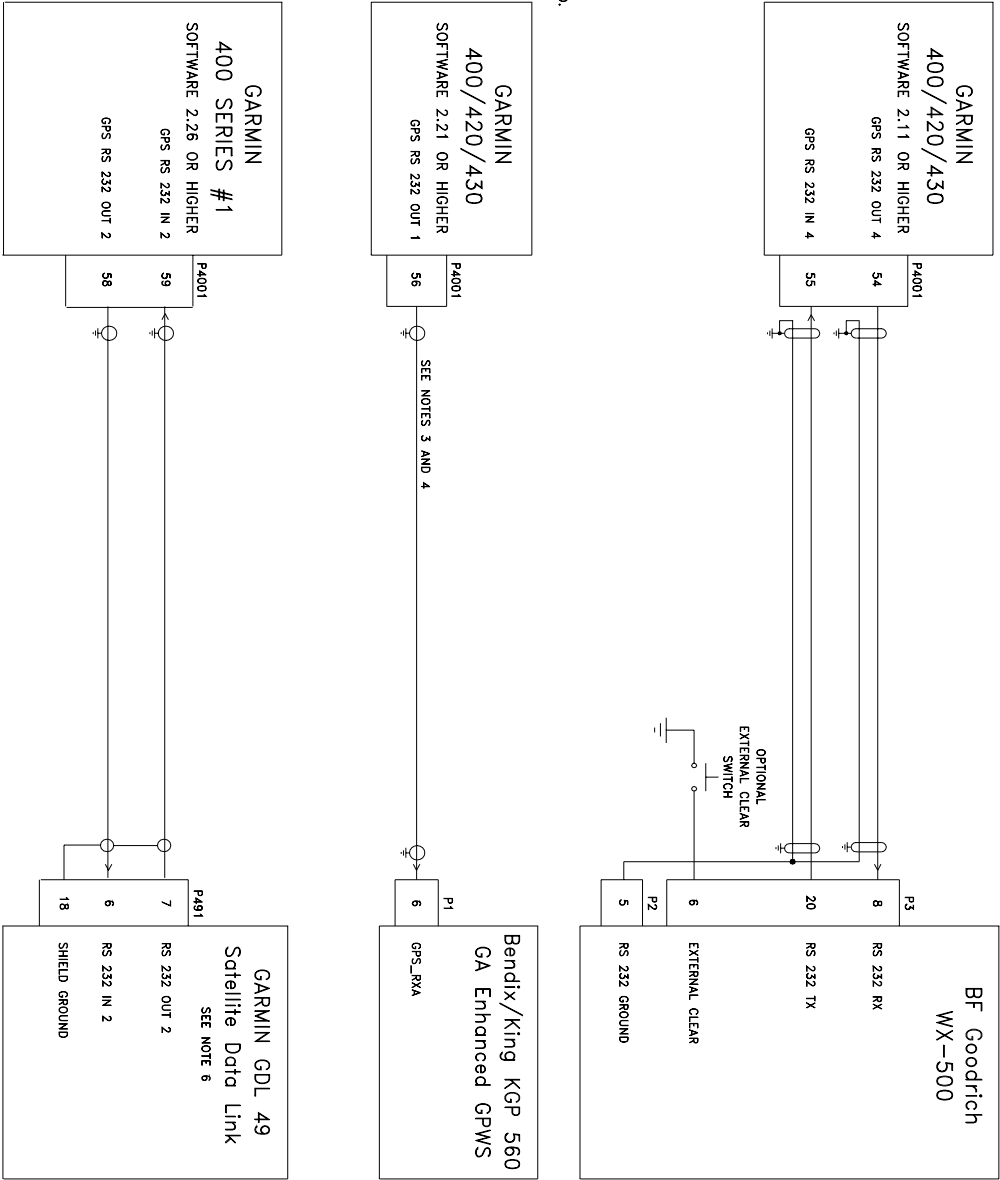 GARMIN
400/420/430
SOFTWARE 2.11 OR HIGHER
GPS RS 232 OUT 4
GPS RS 232 IN 4
P4001
54
55
OPTIONAL
EXTERNAL CLEAR
SWITCH
P3
8
20
6
P2
5
BF Goodrich
WX-500
RS 232 RX
RS 232 TX
EXTERNAL CLEAR
RS 232 GROUND
GARMIN
400/420/430
SOFTWARE 2.21 OR HIGHER
GPS RS 232 OUT 1
P4001
56
SEE NOTES 3 AND 4
P1
6
Bendix/King KGP 560
GA Enhanced GPWS
GPS_RXA
GARMIN
400 SERIES #1
SOFTWARE 2.26 OR HIGHER
GPS RS 232 IN 2
GPS RS 232 OUT 2
P4001
59
58
P491
7
6
18
GARMIN GDL 49
Satellite Data Link
SEE NOTE 6
RS 232 OUT 2
RS 232 IN 2
SHIELD GROUND